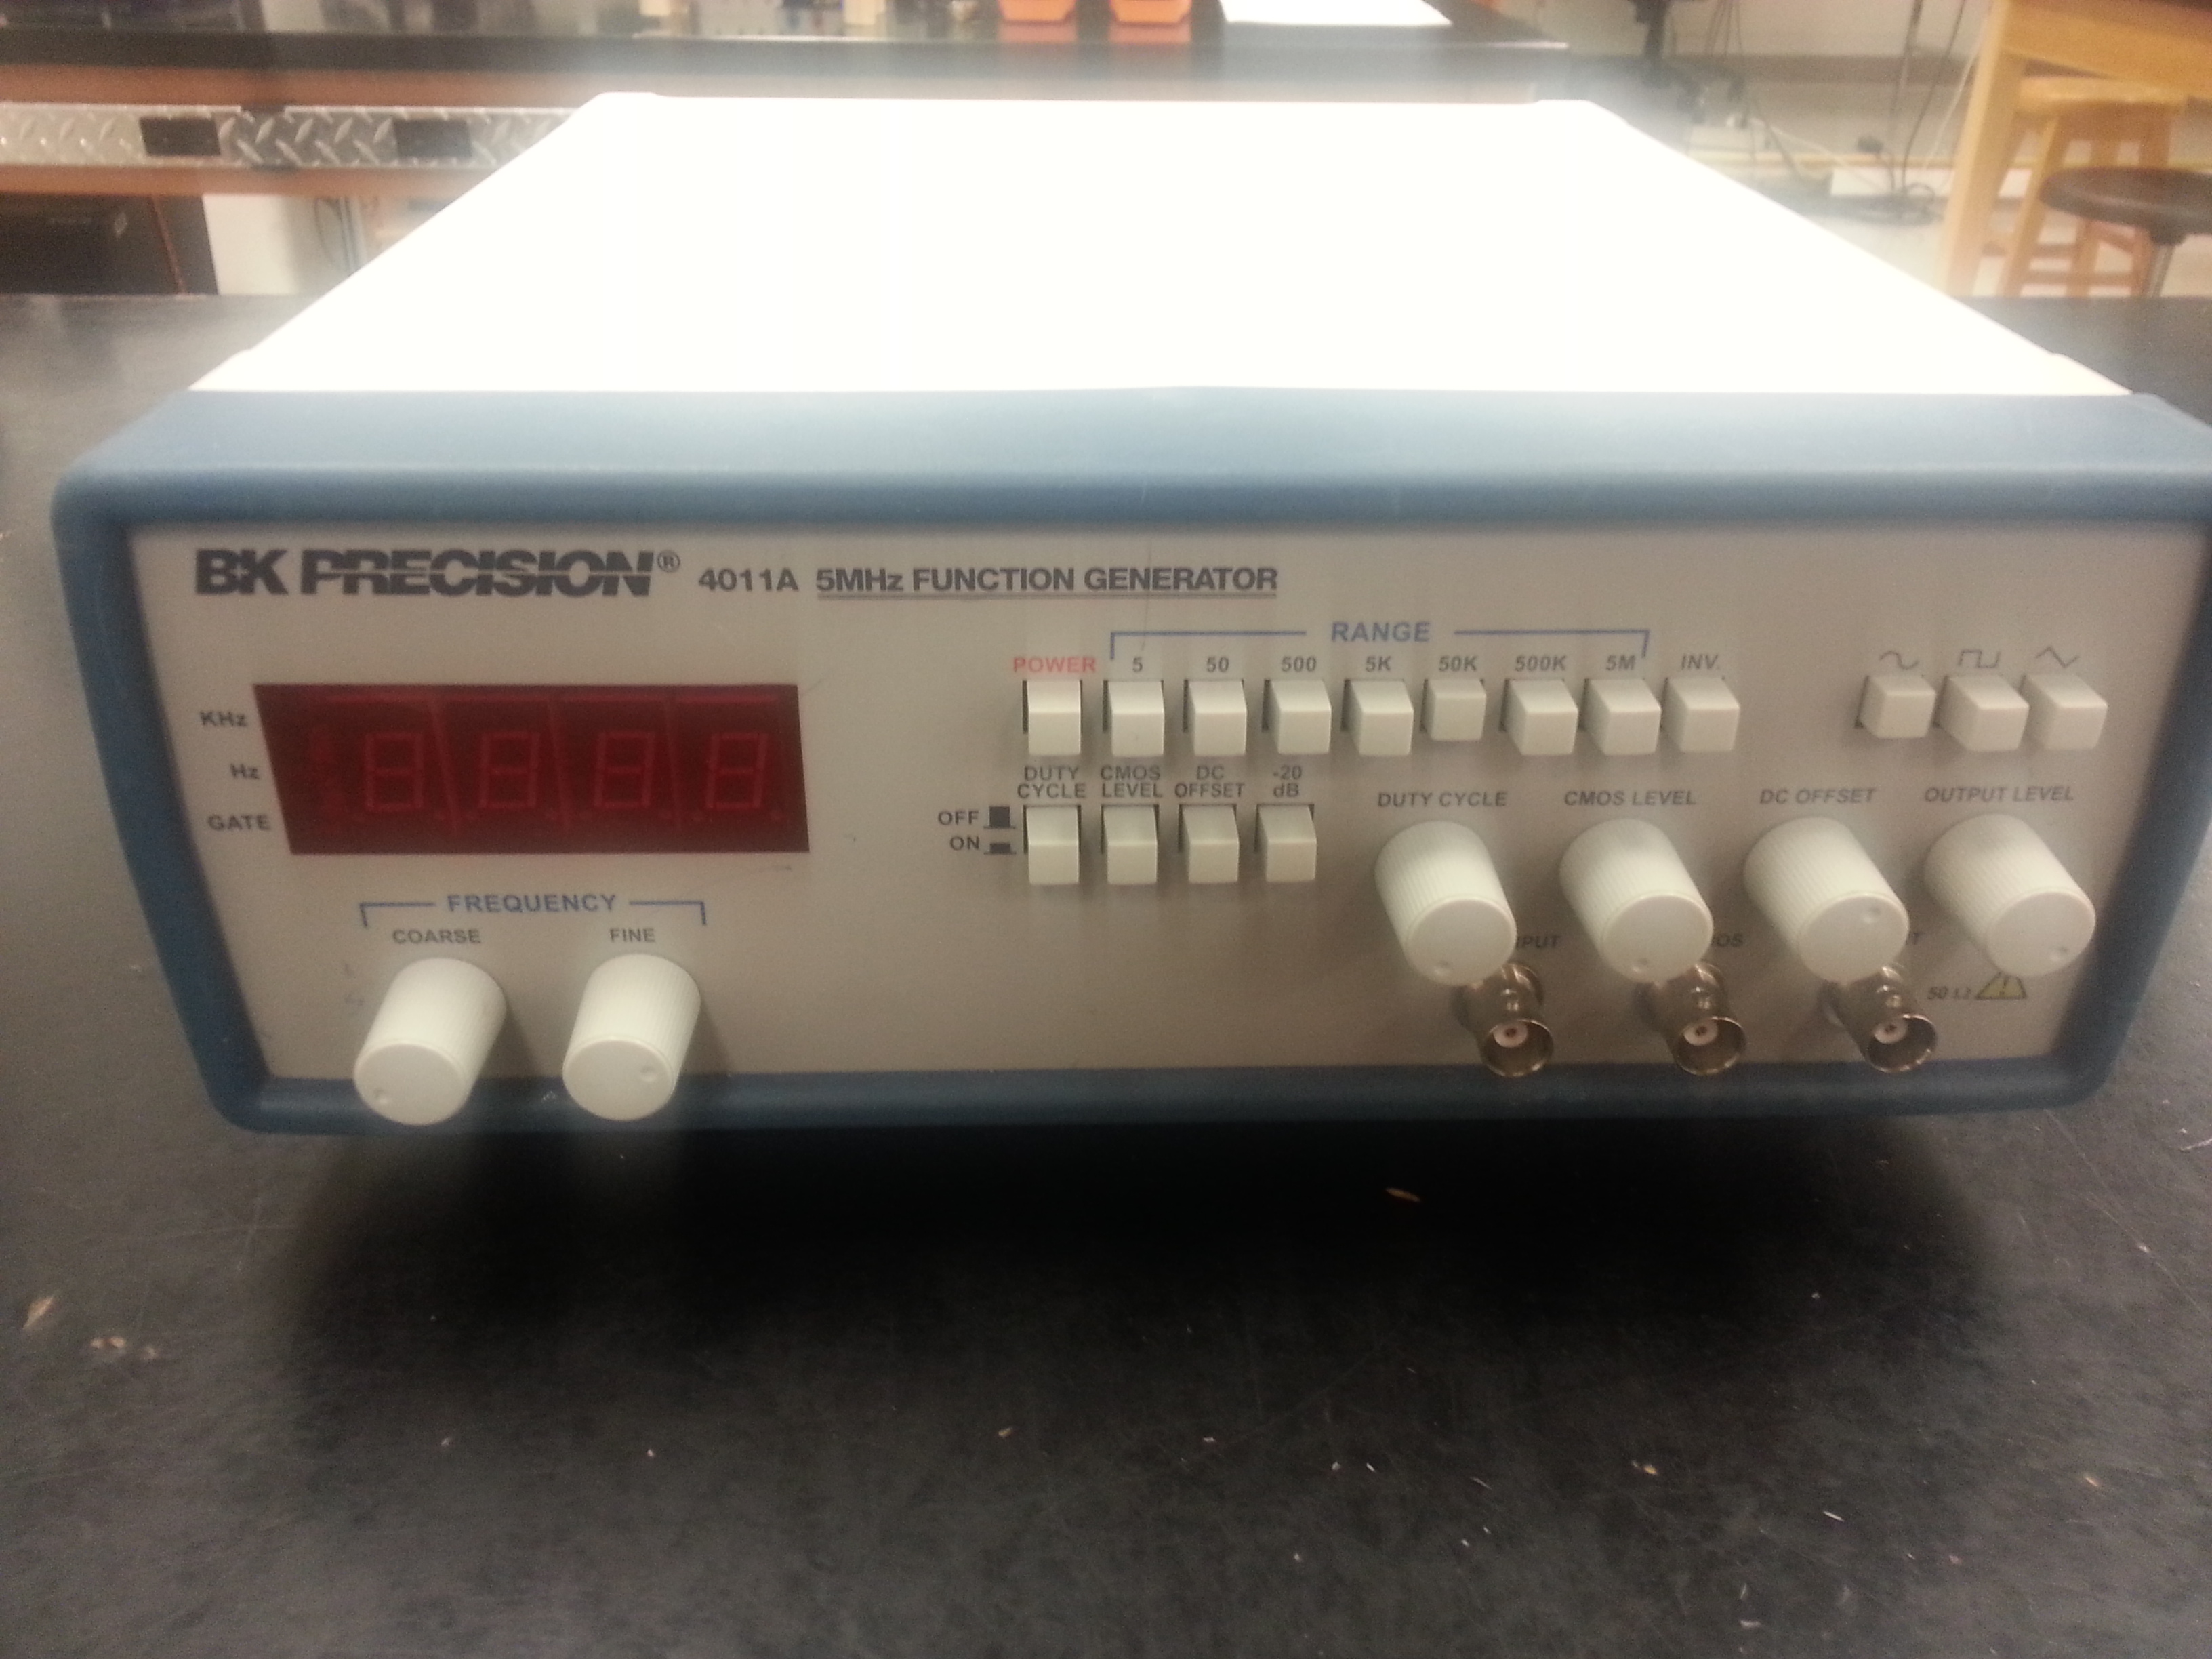 BK PRECISION® 4011A 5MHz FUNCTION GENERATOR
RANGE
POWER 5 50 500 5K 50K 500K 5M INV.
KHz
Hz
GATE
DUTY CYCLE
CMOS LEVEL
DC OFFSET
-20 dB
OFF
ON
DUTY CYCLE CMOS LEVEL DC OFFSET OUTPUT LEVEL
FREQUENCY
COARSE FINE
50 Ω